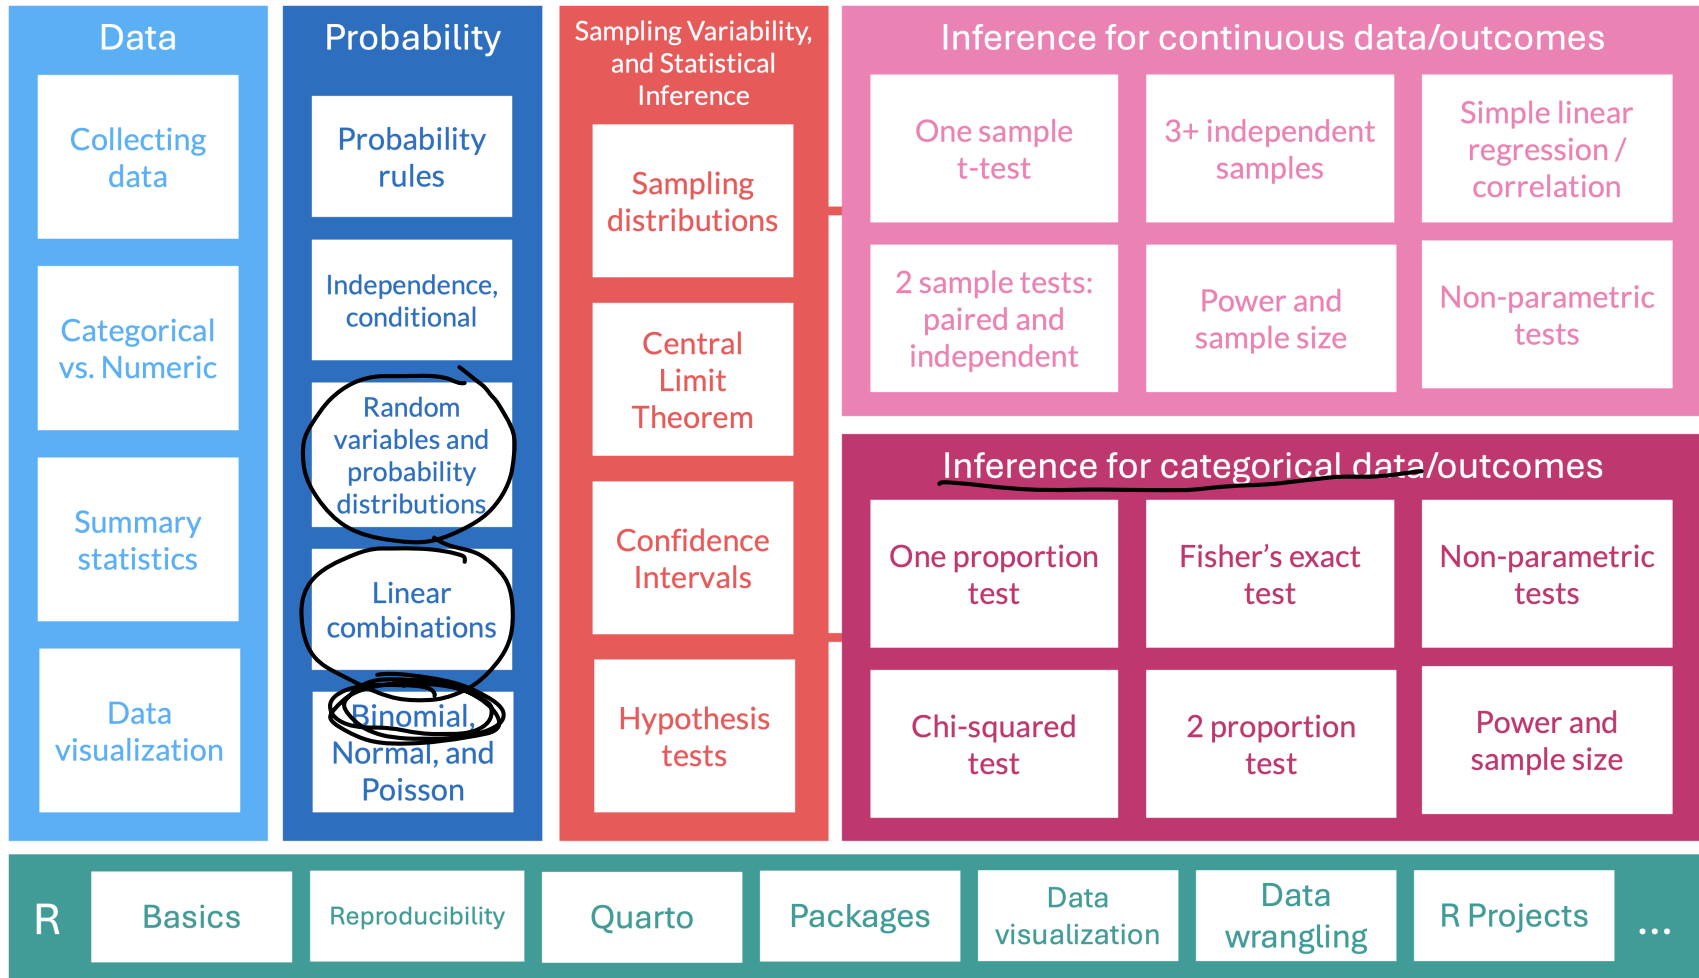 Data
Collecting
data
Categorical
vs. Numeric
Summary
statistics
Data
visualization
Probability
Probability
rules
Independence,
conditional
Random
variables and
probability
distributions
Linear
combinations
Binomial,
Normal, and
Poisson
Sampling Variability,
and Statistical
Inference
Sampling
distributions
Central
Limit
Theorem
Confidence
Intervals
Hypothesis
tests
Inference for continuous data/outcomes
One sample
t-test
3+ independent
samples
Simple linear
regression /
correlation
2 sample tests:
paired and
independent
Power and
sample size
Non-parametric
tests
Inference for categorical data/outcomes
One proportion
test
Fisher’s exact
test
Non-parametric
tests
Chi-squared
test
2 proportion
test
Power and
sample size
R
Basics
Reproducibility
Quarto
Packages
Data
visualization
Data
wrangling
R Projects
...